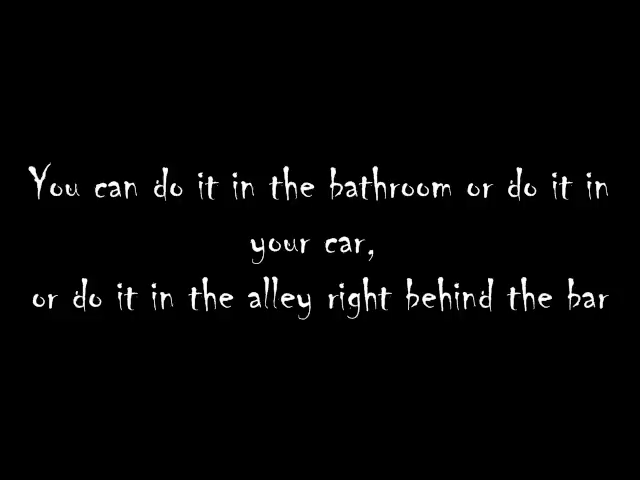 You can do it in the bathroom or do it in
your car,
or do it in the alley right behind the bar